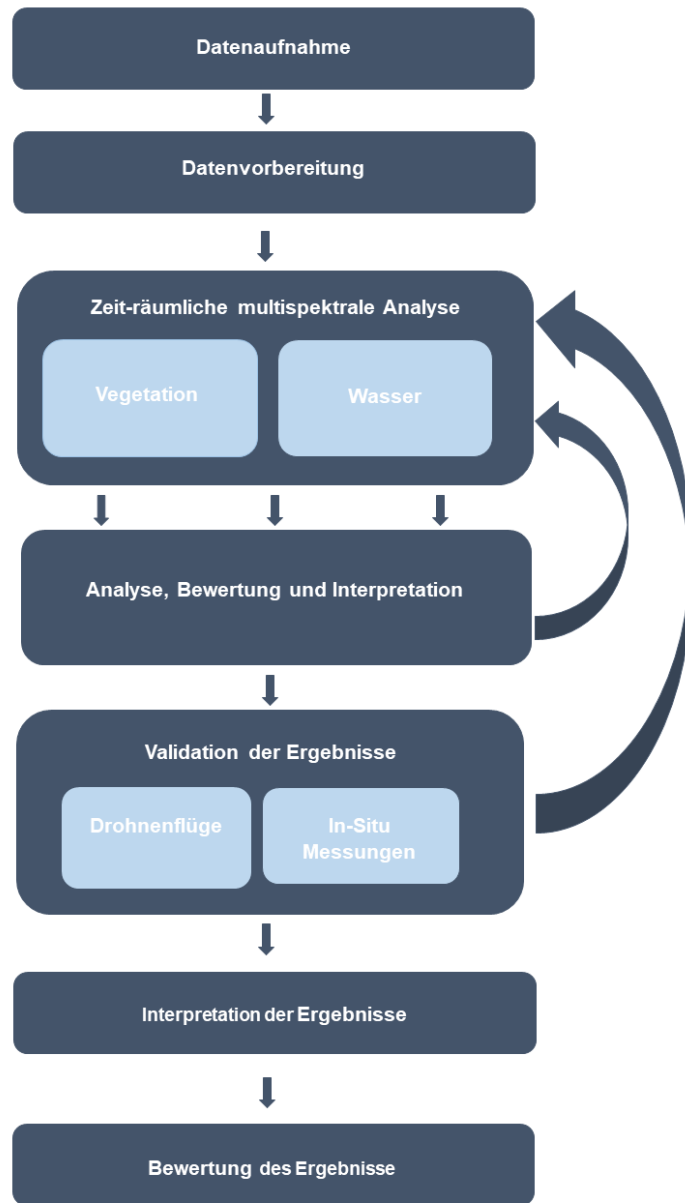 Datenaufnahme
Datenvorbereitung
Zeit-räumliche multispektrale Analyse
Vegetation
Wasser
Analyse, Bewertung und Interpretation
Validation der Ergebnisse
Drohnenflüge
In-Situ
Messungen
Interpretation der Ergebnisse
Bewertung des Ergebnisse